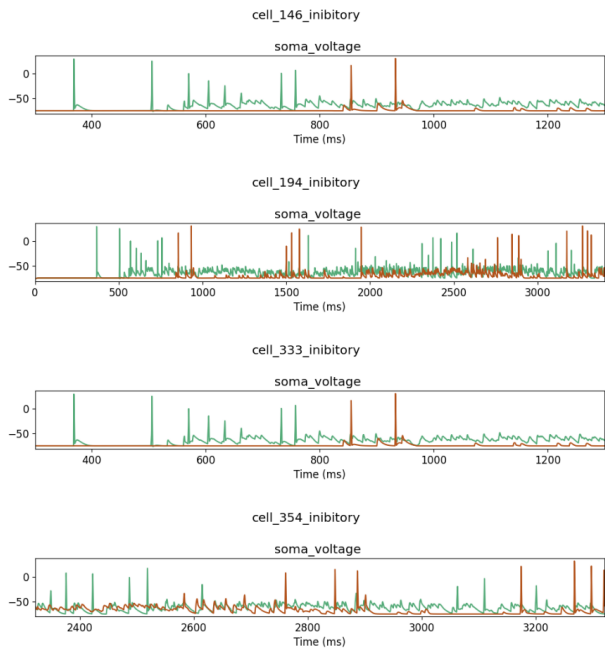 cell_146_inibitory
soma_voltage
0
−50
400 600 800 1000 1200
Time (ms)
cell_194_inibitory
soma_voltage
0
−50
0 500 1000 1500 2000 2500 3000
Time (ms)
cell_333_inibitory
soma_voltage
0
−50
400 600 800 1000 1200
Time (ms)
cell_354_inibitory
soma_voltage
0
−50
2400 2600 2800 3000 3200
Time (ms)